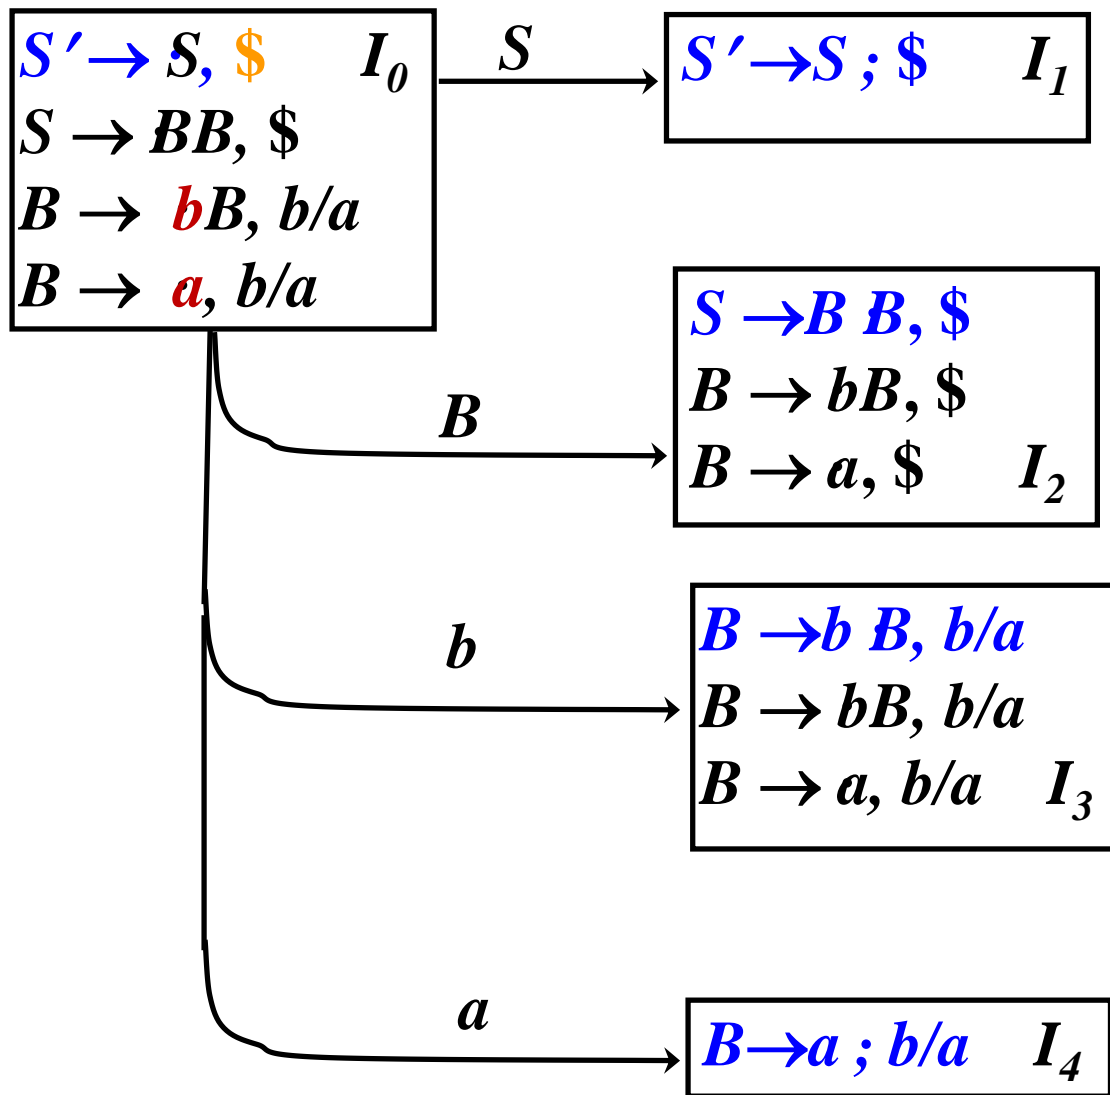 S′ → ·S, $ I₀
S → ·BB, $
B → ·bB, b/a
B → ·a, b/a
S
S′ → S·, $ I₁
B
S → B·B, $
B → ·bB, $
B → ·a, $ I₂
b
B → b·B, b/a
B → ·bB, b/a
B → ·a, b/a I₃
a
B → a·, b/a I₄